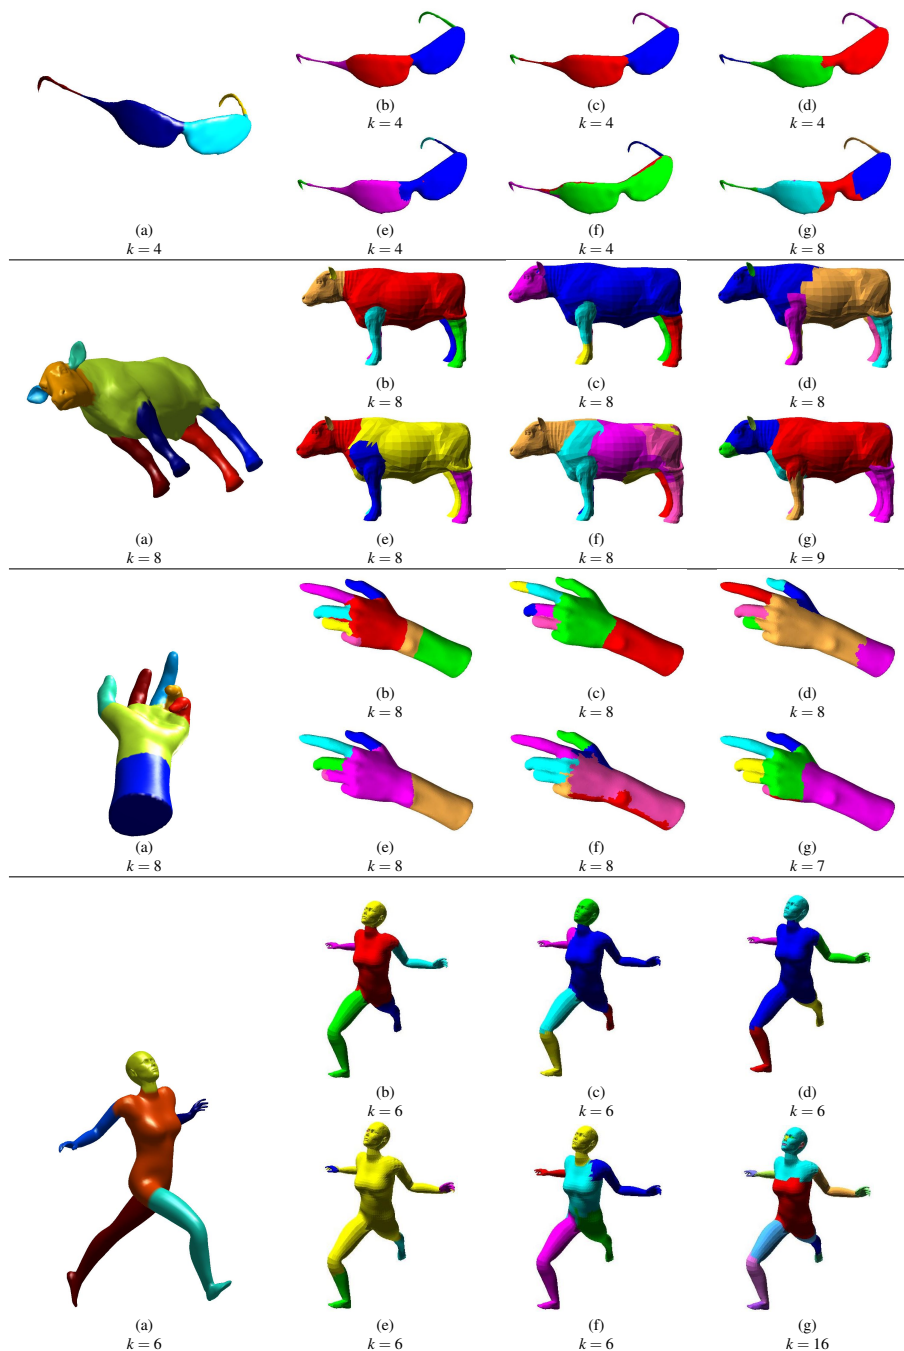 (b)
k = 4
(c)
k = 4
(d)
k = 4
(a)
k = 4
(e)
k = 4
(f)
k = 4
(g)
k = 8
(b)
k = 8
(c)
k = 8
(d)
k = 8
(a)
k = 8
(e)
k = 8
(f)
k = 8
(g)
k = 9
(b)
k = 8
(c)
k = 8
(d)
k = 8
(a)
k = 8
(e)
k = 8
(f)
k = 8
(g)
k = 7
(b)
k = 6
(c)
k = 6
(d)
k = 6
(a)
k = 6
(e)
k = 6
(f)
k = 6
(g)
k = 16